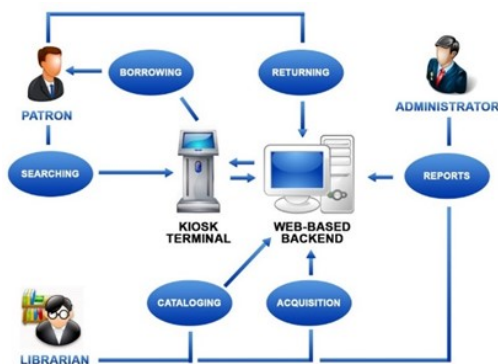 BORROWING
RETURNING
PATRON
ADMINISTRATOR
SEARCHING
REPORTS
KIOSK
TERMINAL
WEB-BASED
BACKEND
CATALOGING
ACQUISITION
LIBRARIAN